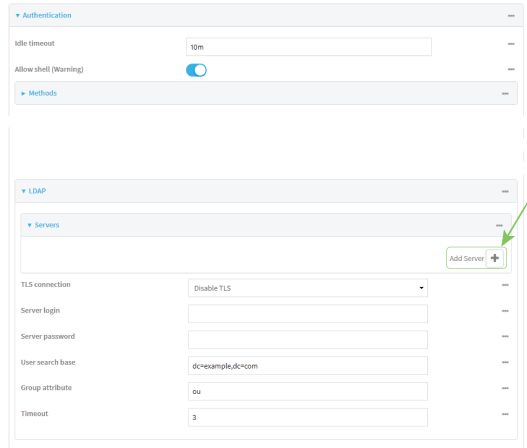 Authentication
Idle timeout
10m
Allow shell (Warning)
Methods
LDAP
Servers
Add Server
TLS connection
Disable TLS
Server login
Server password
User search base
dc=example,dc=com
Group attribute
ou
Timeout
3